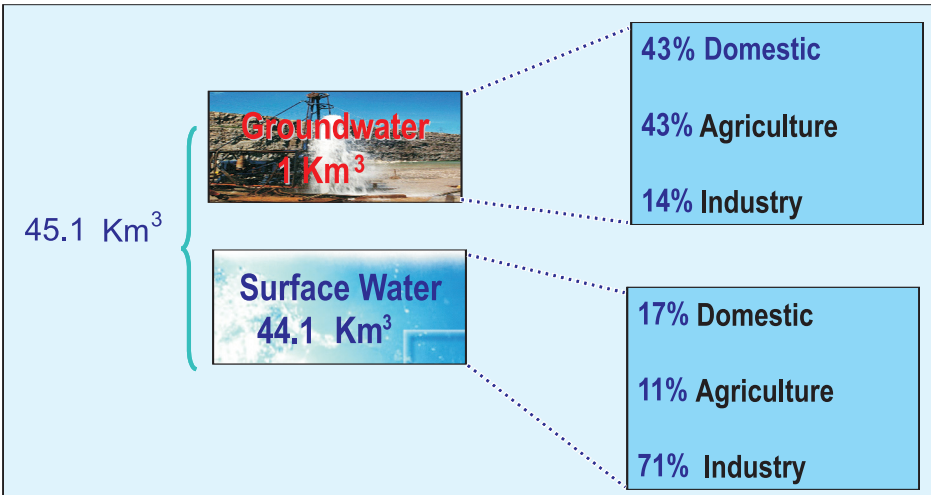 45.1 Km³
Groundwater
1 Km³
43% Domestic
43% Agriculture
14% Industry
Surface Water
44.1 Km³
17% Domestic
11% Agriculture
71% Industry